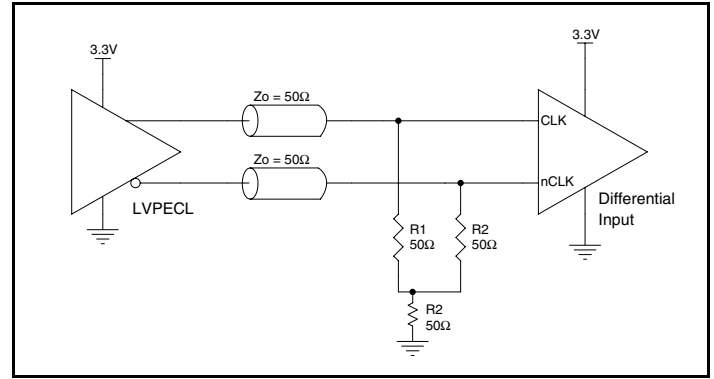 3.3V
3.3V
Zo = 50Ω
CLK
Zo = 50Ω
nCLK
LVPECL
Differential
Input
R1
50Ω
R2
50Ω
R2
50Ω